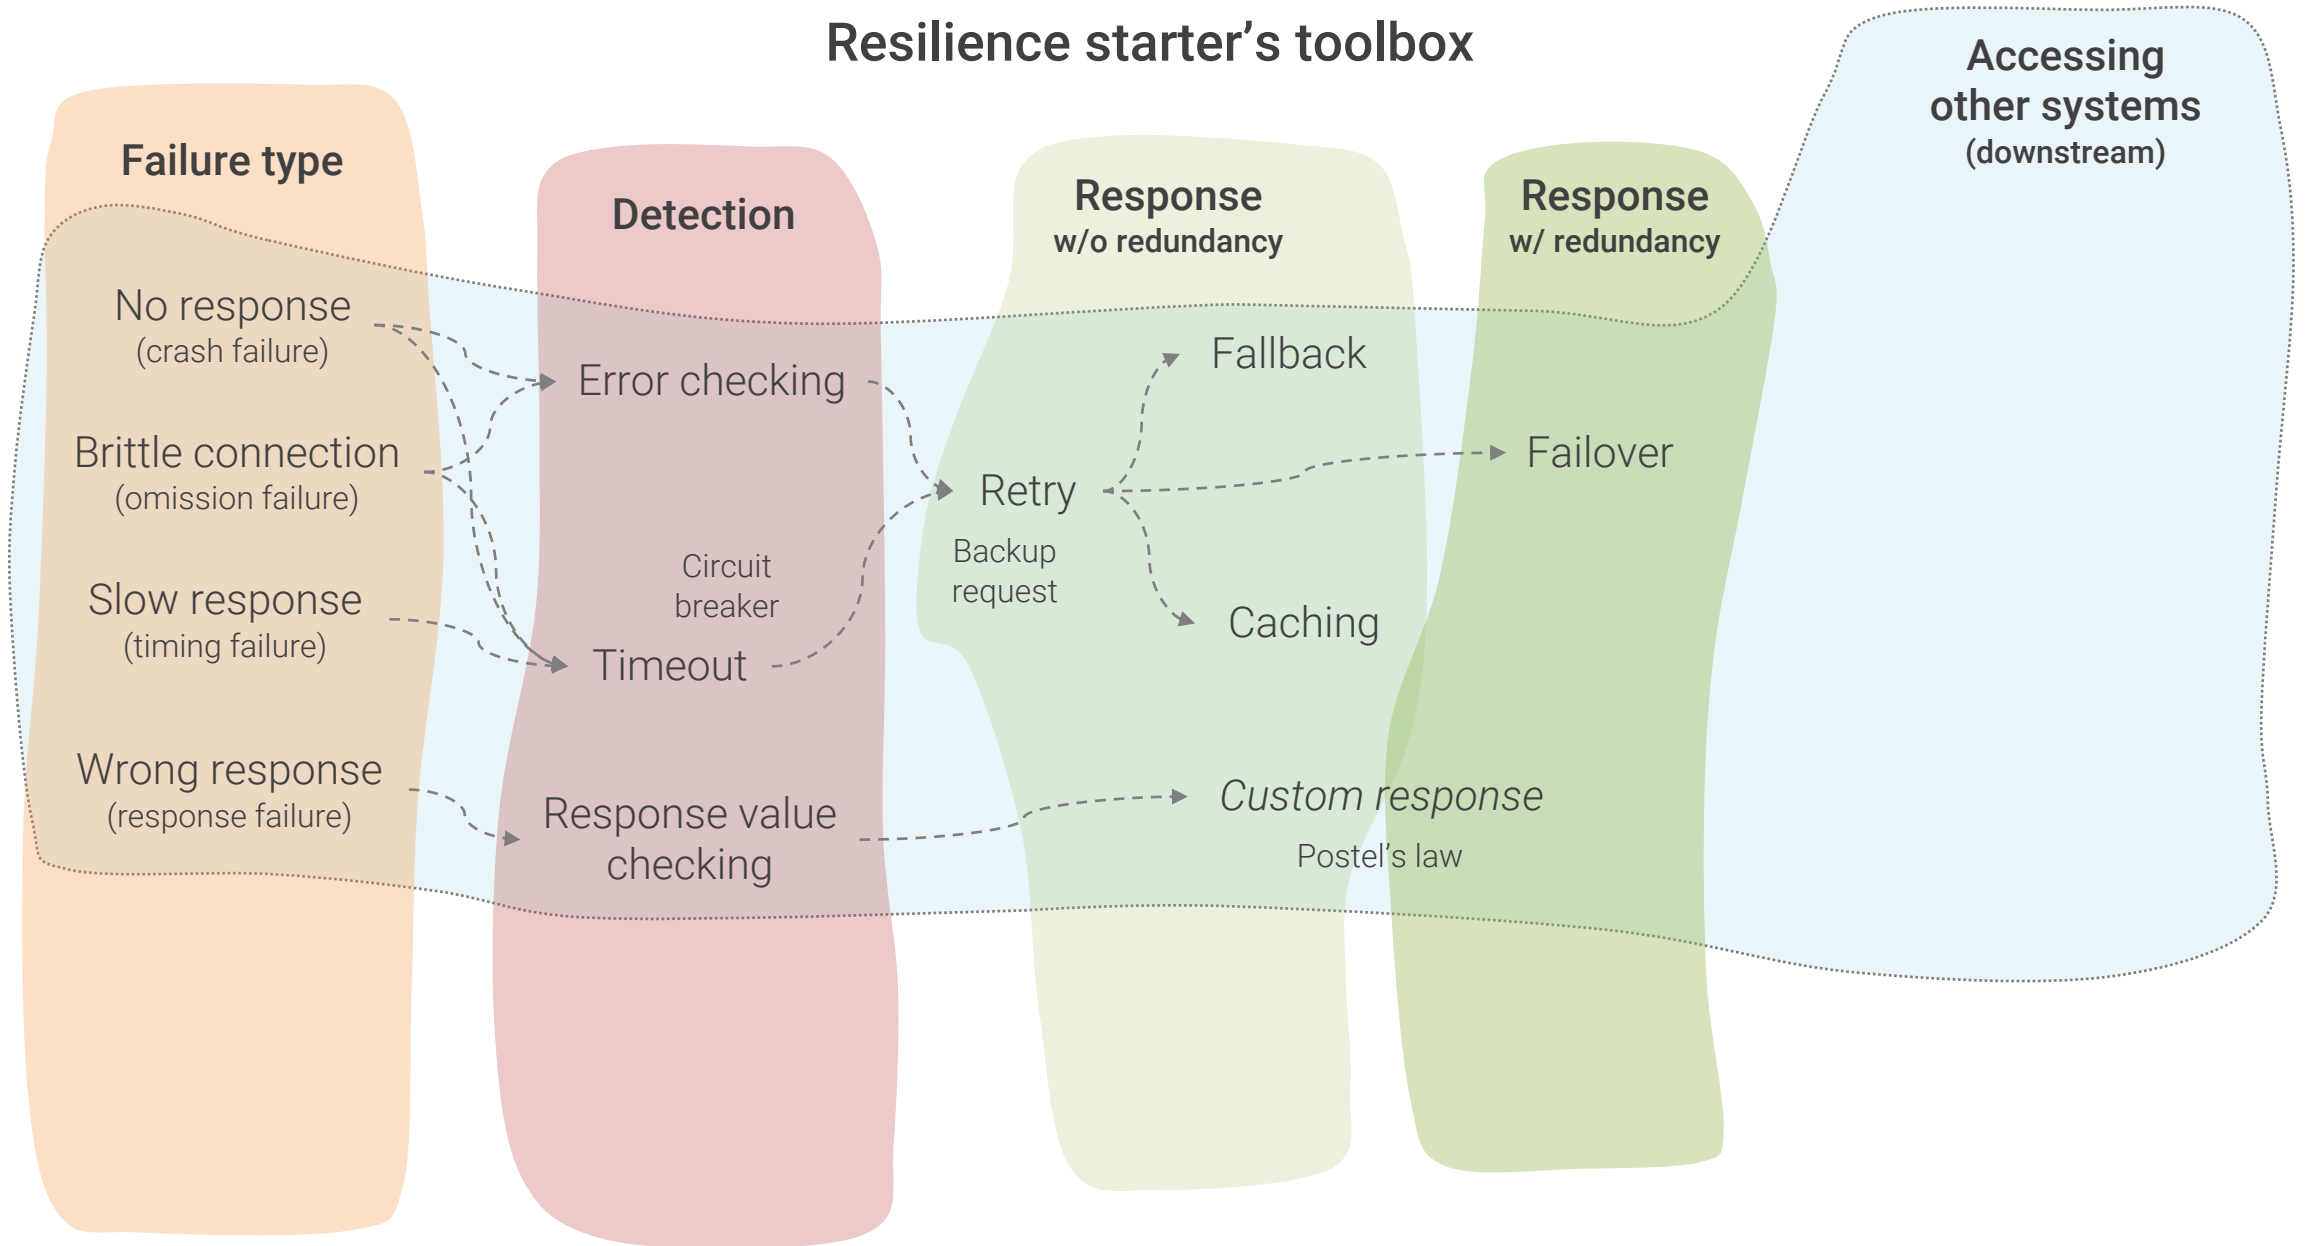 Resilience starter’s toolbox
Accessing
other systems
(downstream)
Failure type
Detection
Response
w/o redundancy
Response
w/ redundancy
No response
(crash failure)
Brittle connection
(omission failure)
Slow response
(timing failure)
Wrong response
(response failure)
Error checking
Circuit
breaker
Timeout
Response value
checking
Fallback
Retry
Backup
request
Caching
Custom response
Postel’s law
Failover